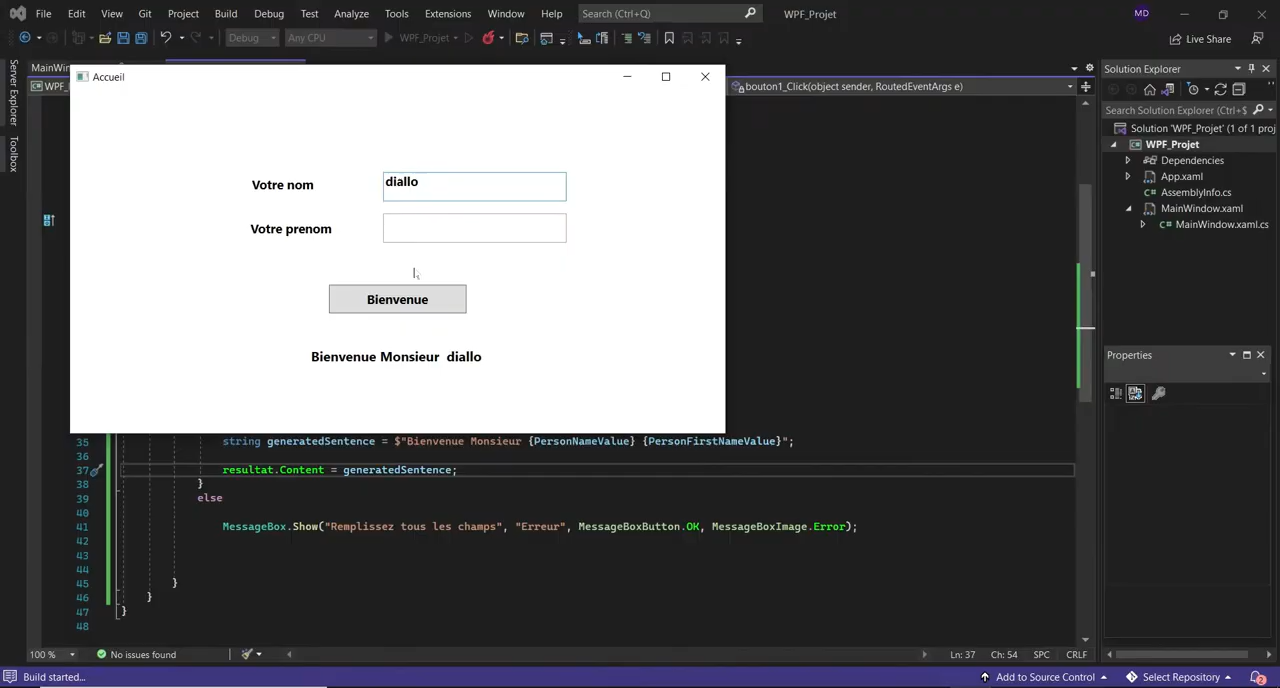 File Edit View Git Project Build Debug Test Analyze Tools Extensions Window Help Search (Ctrl+Q) WPF_Projet MD
Debug Any CPU WPF_Projet Live Share
Server Explorer
Toolbox
MainWin
WPF_
Accueil
bouton1_Click(object sender, RoutedEventArgs e)
Votre nom diallo
Votre prenom
Bienvenue
Bienvenue Monsieur diallo
35 string generatedSentence = $"Bienvenue Monsieur {PersonNameValue} {PersonFirstNameValue}";
36
37 resultat.Content = generatedSentence;
38 }
39 else
40
41 MessageBox.Show("Remplissez tous les champs", "Erreur", MessageBoxButton.OK, MessageBoxImage.Error);
42
43
44
45 }
46 }
47 }
48
100 % No issues found Ln: 37 Ch: 54 SPC CRLF
Solution Explorer
Search Solution Explorer (Ctrl+$
Solution 'WPF_Projet' (1 of 1 proj
WPF_Projet
Dependencies
App.xaml
C# AssemblyInfo.cs
MainWindow.xaml
C# MainWindow.xaml.cs
Properties
Build started... Add to Source Control Select Repository 2